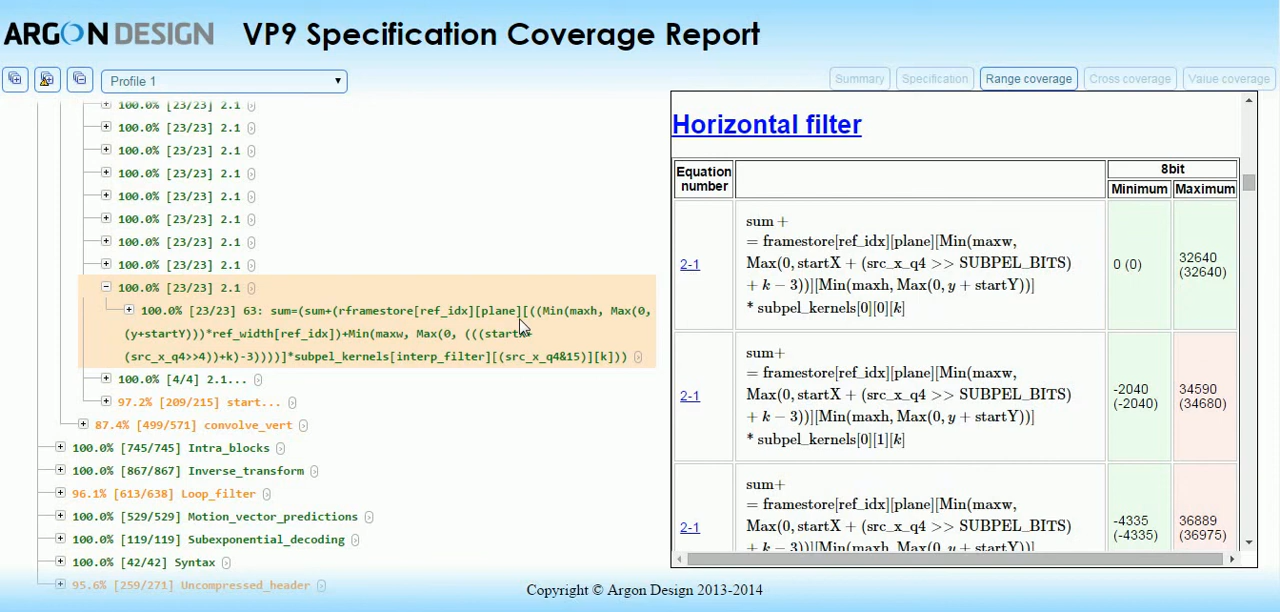 ARGON DESIGN VP9 Specification Coverage Report
Profile 1
Summary Specification Range coverage Cross coverage Value coverage
100.0% [23/23] 2.1
100.0% [23/23] 2.1
100.0% [23/23] 2.1
100.0% [23/23] 2.1
100.0% [23/23] 2.1
100.0% [23/23] 2.1
100.0% [23/23] 2.1
100.0% [23/23] 2.1
100.0% [23/23] 2.1
100.0% [23/23] 63: sum=(sum+(rframestore[ref_idx][plane][((Min(maxh, Max(0,
(y+startY)))*ref_width[ref_idx])+Min(maxw, Max(0, (((start
(src_x_q4>>4))+k)-3))))]*subpel_kernels[interp_filter][(src_x_q4&15)][k]))
100.0% [4/4] 2.1...
97.2% [209/215] start...
87.4% [499/571] convolve_vert
100.0% [745/745] Intra_blocks
100.0% [867/867] Inverse_transform
96.1% [613/638] Loop_filter
100.0% [529/529] Motion_vector_predictions
100.0% [119/119] Subexponential_decoding
100.0% [42/42] Syntax
95.6% [259/271] Uncompressed_header
Horizontal filter
Equation
number
8bit
Minimum Maximum
2-1
sum +
= framestore[ref_idx][plane][Min(maxw,
Max(0, startX + (src_x_q4 >> SUBPEL_BITS)
+ k − 3))][Min(maxh, Max(0, y + startY))]
* subpel_kernels[0][0][k]
0 (0)
32640
(32640)
2-1
sum+
= framestore[ref_idx][plane][Min(maxw,
Max(0, startX + (src_x_q4 >> SUBPEL_BITS)
+ k − 3))][Min(maxh, Max(0, y + startY))]
* subpel_kernels[0][1][k]
-2040
(-2040)
34590
(34680)
2-1
sum+
= framestore[ref_idx][plane][Min(maxw,
Max(0, startX + (src_x_q4 >> SUBPEL_BITS)
+ k − 3))][Min(maxh, Max(0, y + startY))]
-4335
(-4335)
36889
(36975)
Copyright © Argon Design 2013-2014